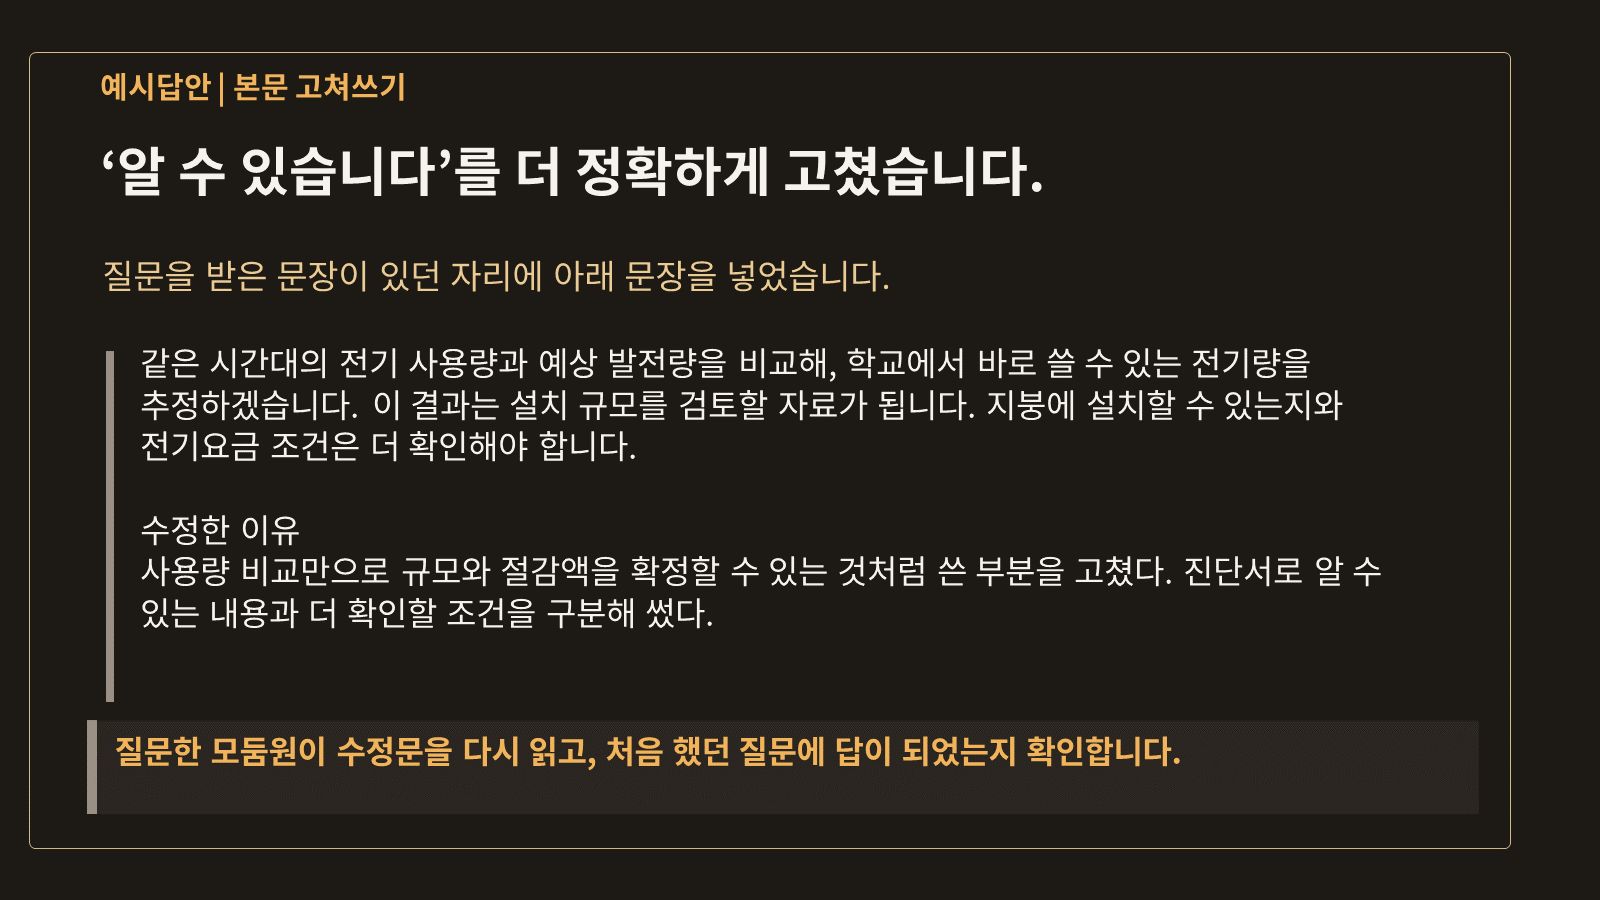 예시답안 | 본문 고쳐쓰기
‘알 수 있습니다’를 더 정확하게 고쳤습니다.
질문을 받은 문장이 있던 자리에 아래 문장을 넣었습니다.
같은 시간대의 전기 사용량과 예상 발전량을 비교해, 학교에서 바로 쓸 수 있는 전기량을
추정하겠습니다. 이 결과는 설치 규모를 검토할 자료가 됩니다. 지붕에 설치할 수 있는지와
전기요금 조건은 더 확인해야 합니다.
수정한 이유
사용량 비교만으로 규모와 절감액을 확정할 수 있는 것처럼 쓴 부분을 고쳤다. 진단서로 알 수
있는 내용과 더 확인할 조건을 구분해 썼다.
질문한 모둠원이 수정문을 다시 읽고, 처음 했던 질문에 답이 되었는지 확인합니다.